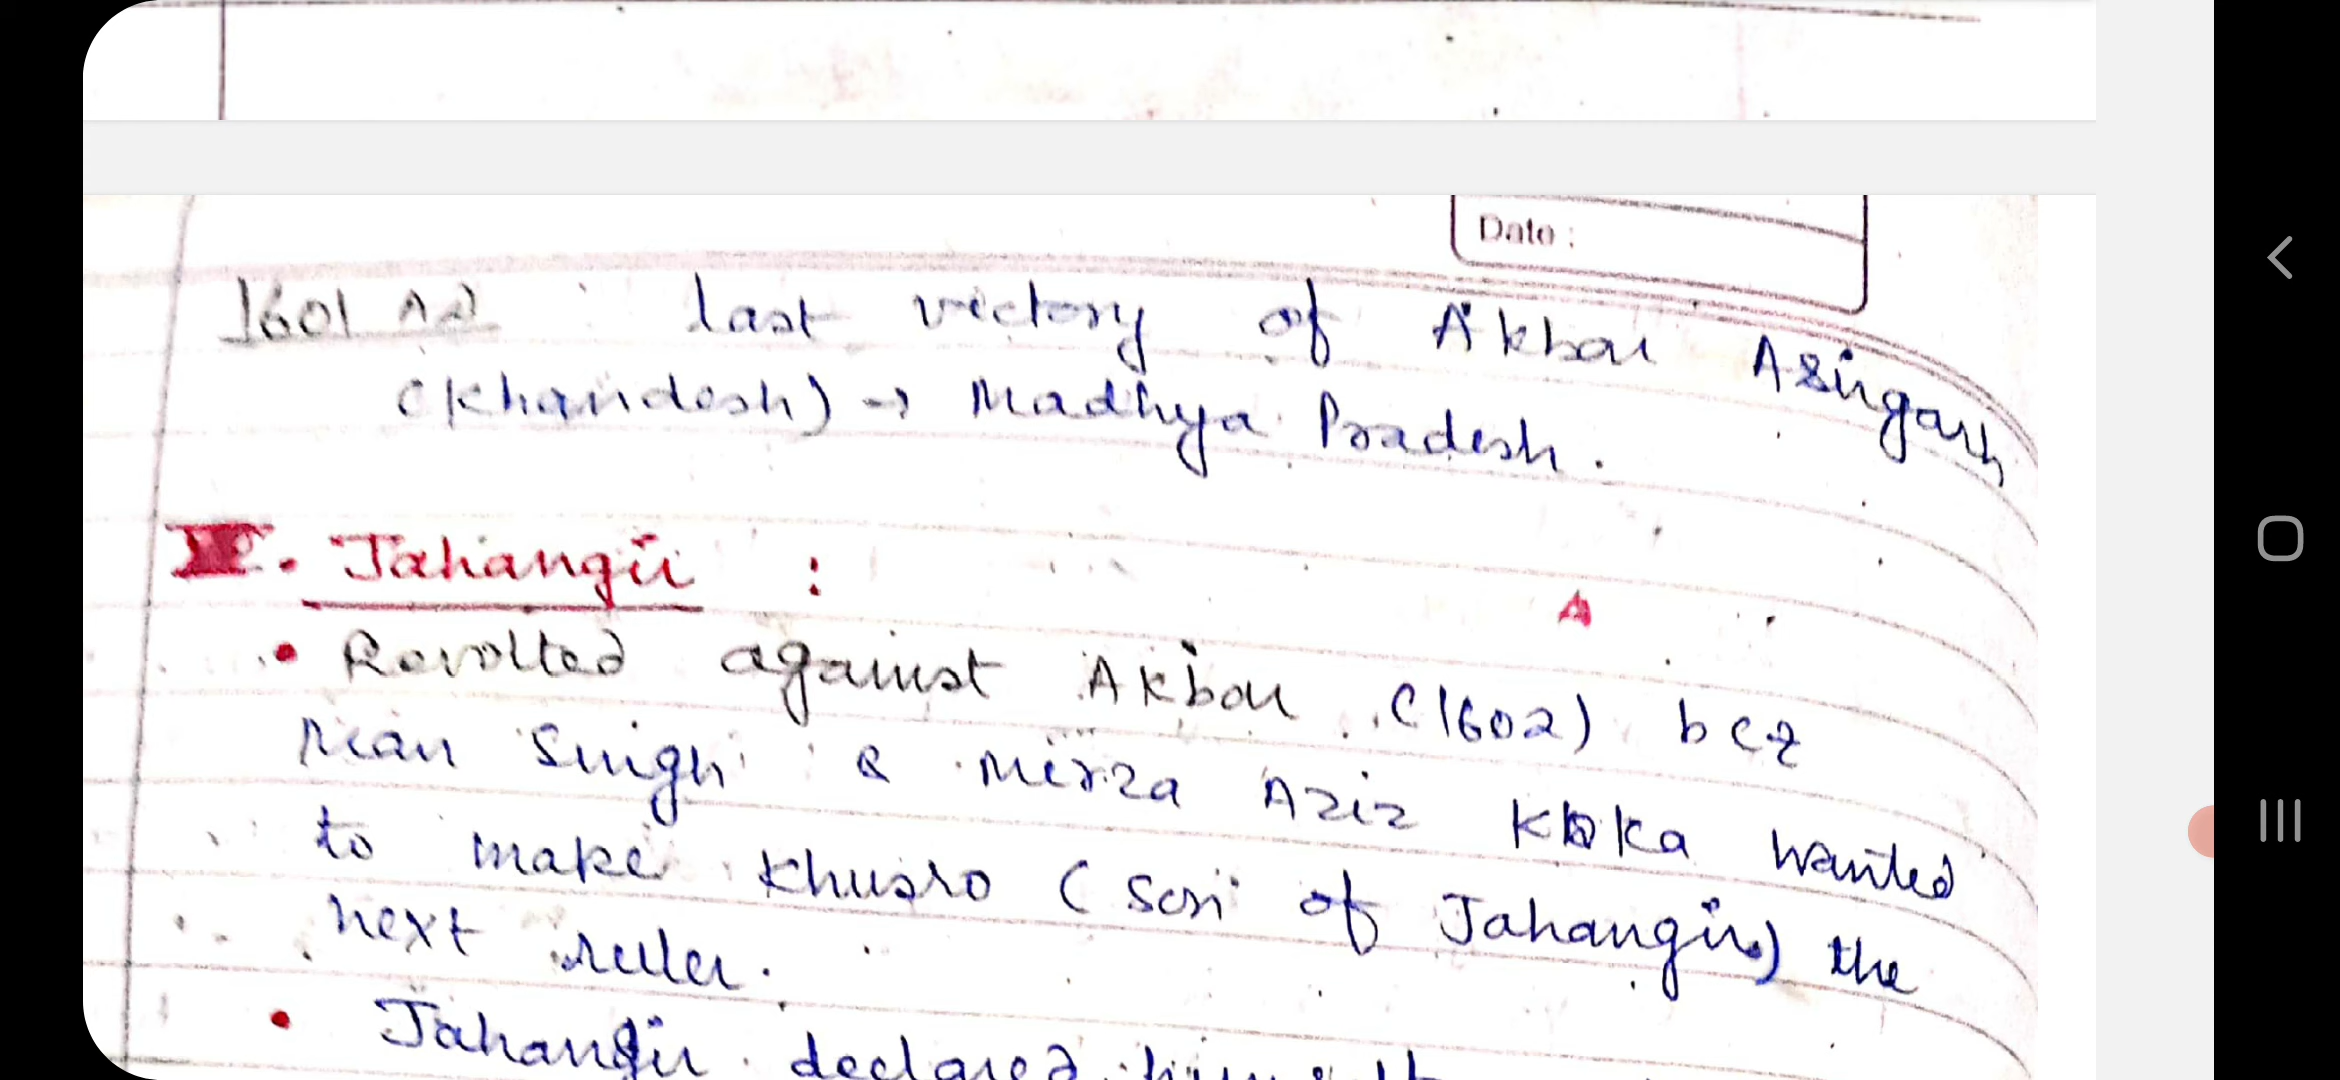 Date :
1601 AD : last victory of Akbar Asirgarh
(Khandesh) → Madhya Pradesh.
Jahangir :
• Revolted against Akbar (1602) bcz
Man Singh & Mirza Aziz Koka wanted
to make Khusro (son of Jahangir) the
next ruler.
• Jahangir declared himself